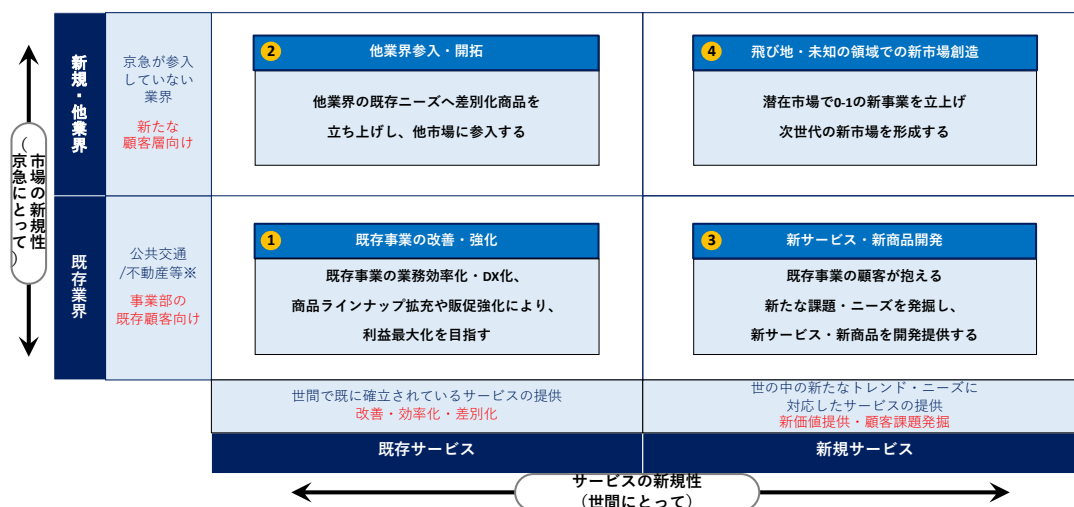 市場の新規性
(京急にとって)
新規・他業界
京急が参入
していない
業界
新たな
顧客層向け
2
他業界参入・開拓
他業界の既存ニーズへ差別化商品を
立ち上げし、他市場に参入する
4
飛び地・未知の領域での新市場創造
潜在市場で0-1の新事業を立上げ
次世代の新市場を形成する
既存業界
公共交通
/不動産等※
事業部の
既存顧客向け
1
既存事業の改善・強化
既存事業の業務効率化・DX化、
商品ラインナップ拡充や販促強化により、
利益最大化を目指す
3
新サービス・新商品開発
既存事業の顧客が抱える
新たな課題・ニーズを発掘し、
新サービス・新商品を開発提供する
世間で既に確立されているサービスの提供
改善・効率化・差別化
世の中の新たなトレンド・ニーズに
対応したサービスの提供
新価値提供・顧客課題発掘
既存サービス
新規サービス
サービスの新規性
(世間にとって)